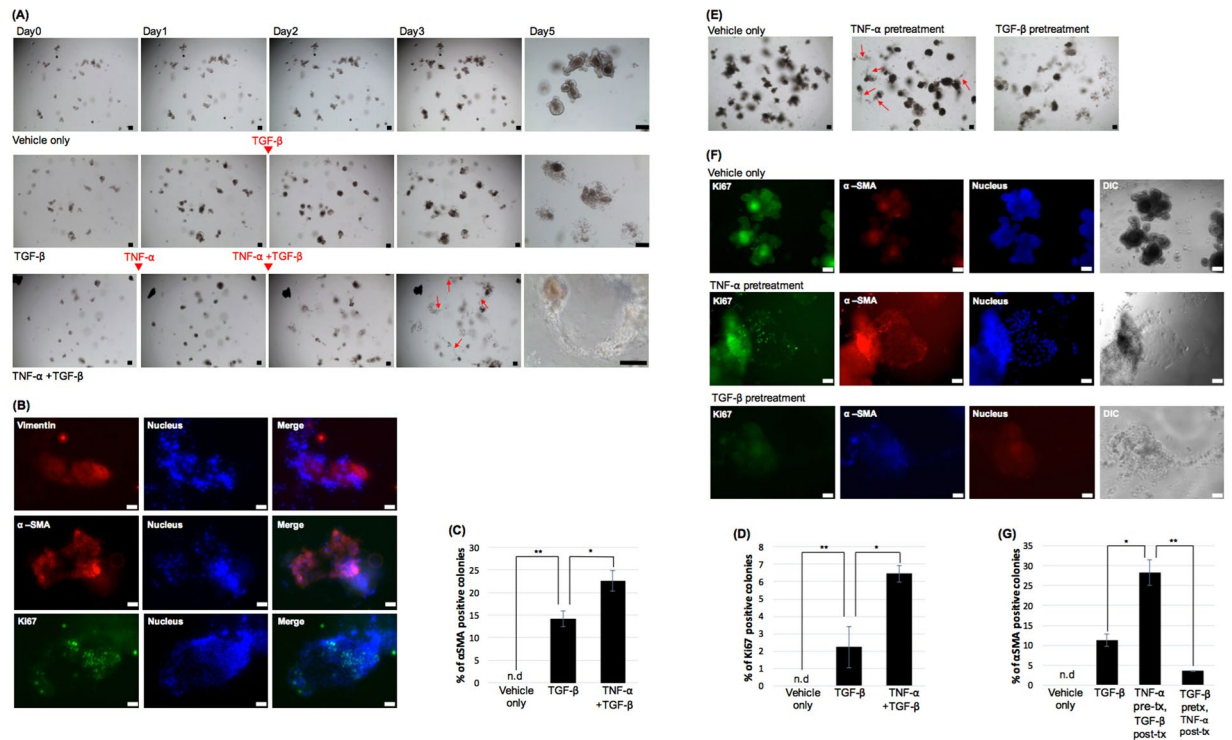 (A)
Day0 Day1 Day2 Day3 Day5
Vehicle only TGF-β
TGF-β TNF-α TNF-α +TGF-β
TNF-α +TGF-β
(B)
Vimentin Nucleus Merge
α –SMA Nucleus Merge
Ki67 Nucleus Merge
(C)
% of αSMA positive colonies
30
25
20
15
10
5
0
** *
n.d
Vehicle only
TGF-β
TNF-α
+TGF-β
(E)
Vehicle only TNF-α pretreatment TGF-β pretreatment
(F)
Vehicle only
Ki67 α –SMA Nucleus DIC
TNF-α pretreatment
Ki67 α –SMA Nucleus
TGF-β pretreatment
Ki67 α –SMA Nucleus DIC
(D)
% of Ki67 positive colonies
8
7
6
5
4
3
2
1
0
** *
n.d
Vehicle only
TGF-β
TNF-α
+TGF-β
(G)
% of αSMA positive colonies
35
30
25
20
15
10
5
0
* **
n.d
Vehicle only
TGF-β
TNF-α
pre-tx,
TGF-β
post-tx
TGF-β
pretx,
TNF-α
post-tx